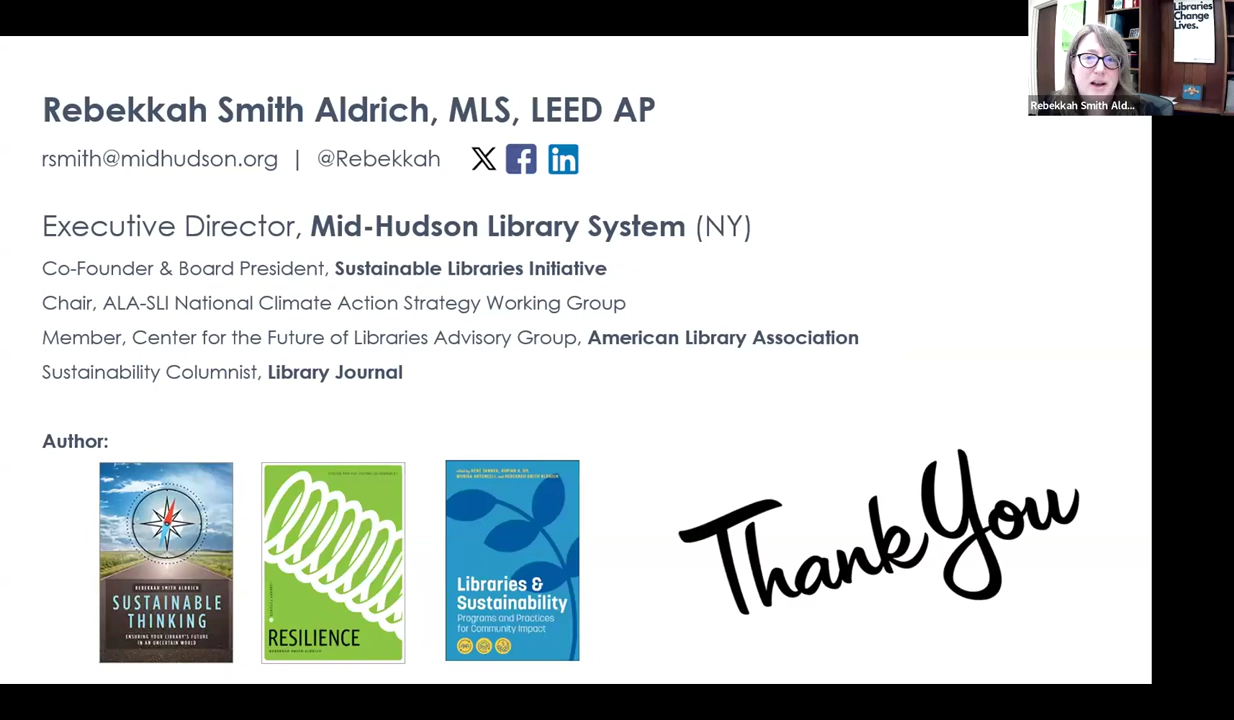 Libraries
Change
Lives.
Rebekkah Smith Ald...
Rebekkah Smith Aldrich, MLS, LEED AP
rsmith@midhudson.org | @Rebekkah
Executive Director, Mid-Hudson Library System (NY)
Co-Founder & Board President, Sustainable Libraries Initiative
Chair, ALA-SLI National Climate Action Strategy Working Group
Member, Center for the Future of Libraries Advisory Group, American Library Association
Sustainability Columnist, Library Journal
Author:
REBEKKAH SMITH ALDRICH
SUSTAINABLE
THINKING
ENSURING YOUR LIBRARY'S FUTURE
IN AN UNCERTAIN WORLD
RESILIENCE
REBEKKAH SMITH ALDRICH
Libraries &
Sustainability
Programs and Practices
for Community Impact
Thank You